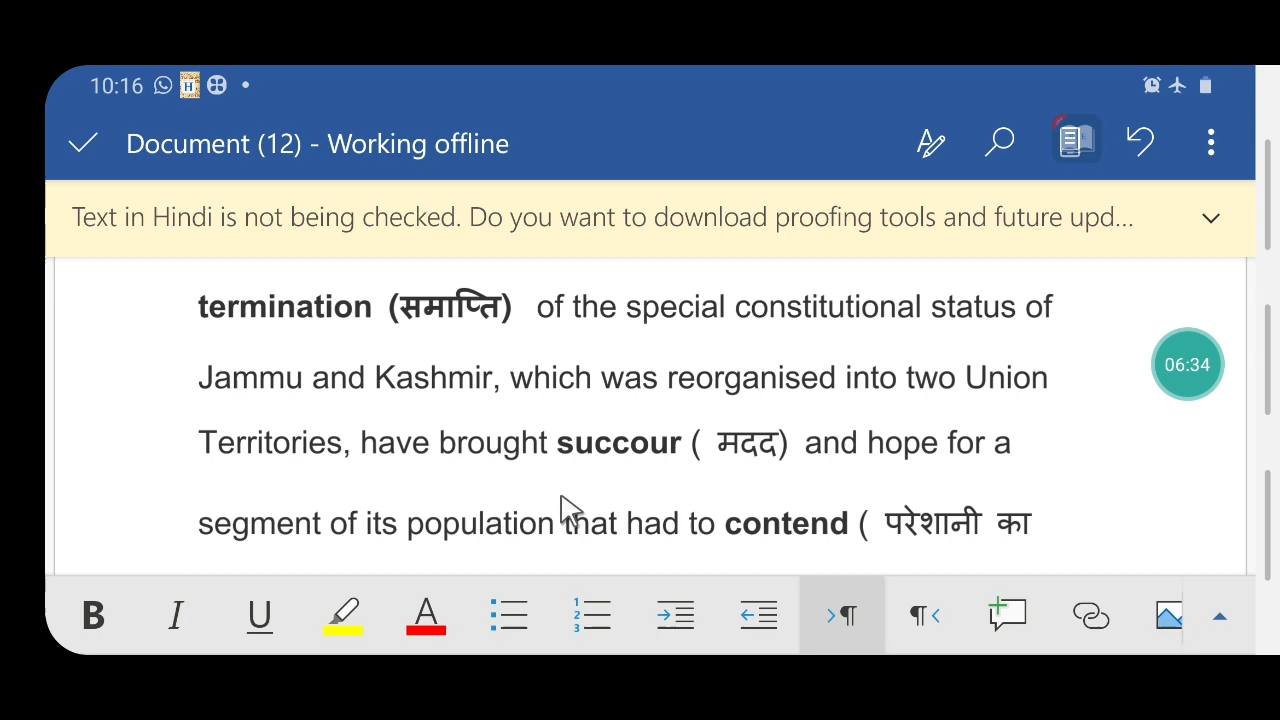 10:16
Document (12) - Working offline
Text in Hindi is not being checked. Do you want to download proofing tools and future upd...
termination (समाप्ति) of the special constitutional status of
Jammu and Kashmir, which was reorganised into two Union
06:34
Territories, have brought succour ( मदद) and hope for a
segment of its population that had to contend ( परेशानी का
B I U A